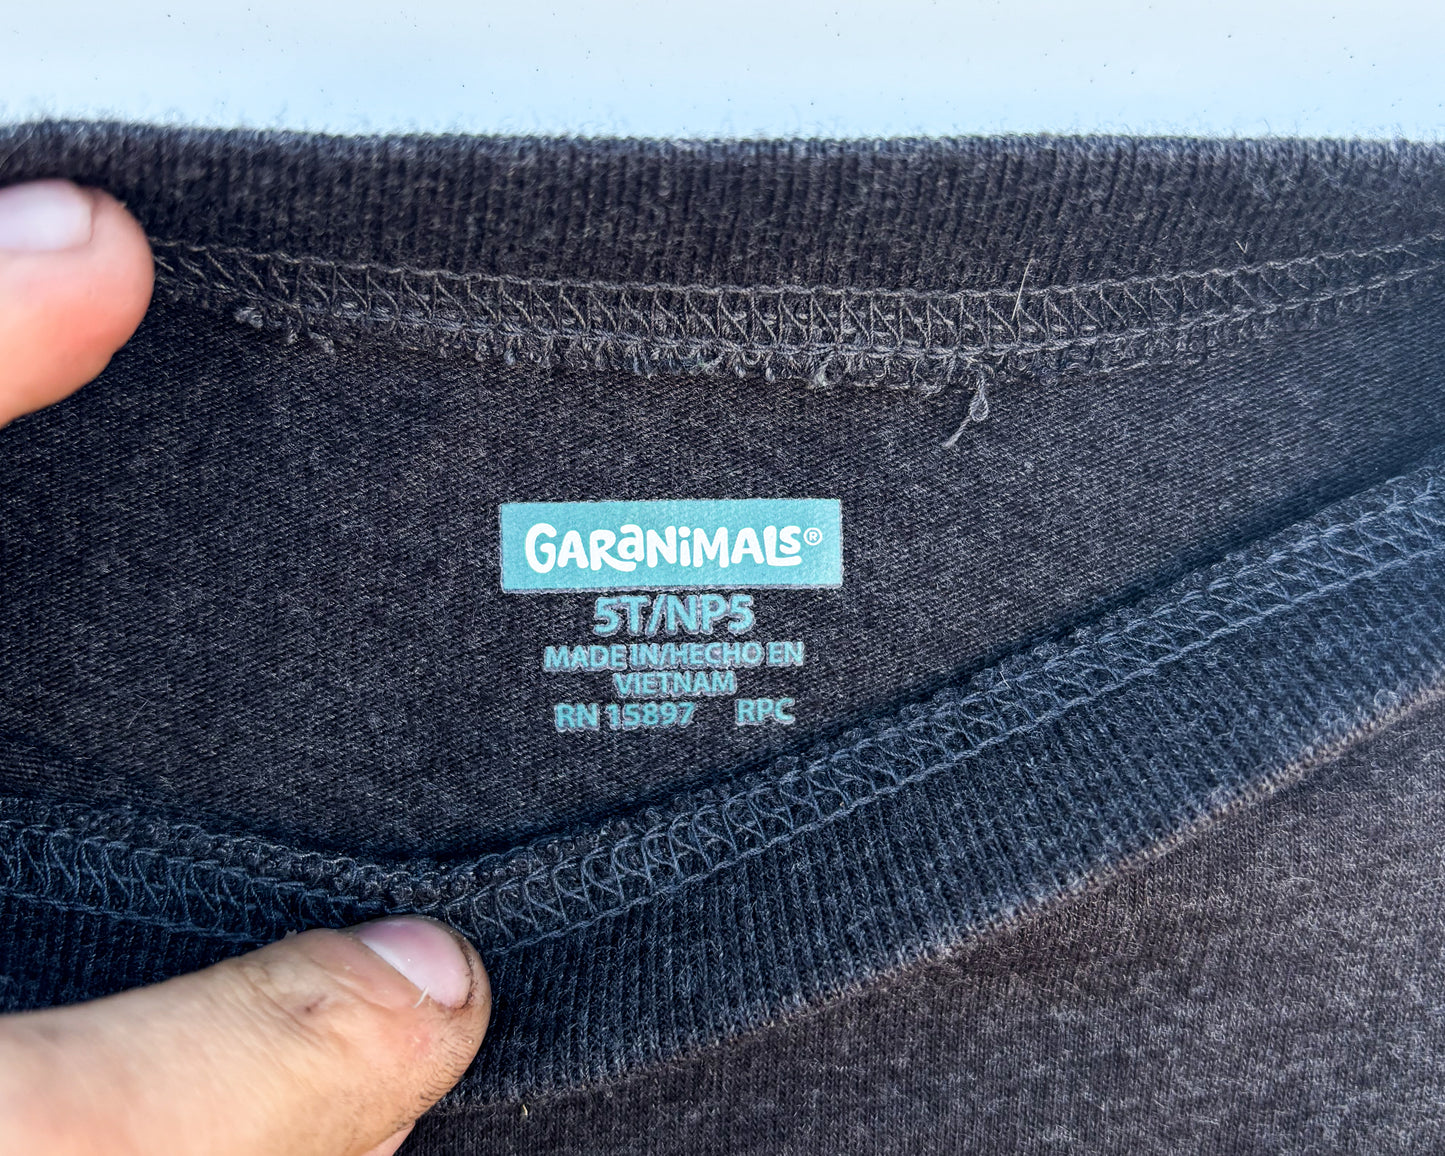 GARANIMALS®
5T/NP5
MADE IN/HECHO EN
VIETNAM
RN 15897 RPC